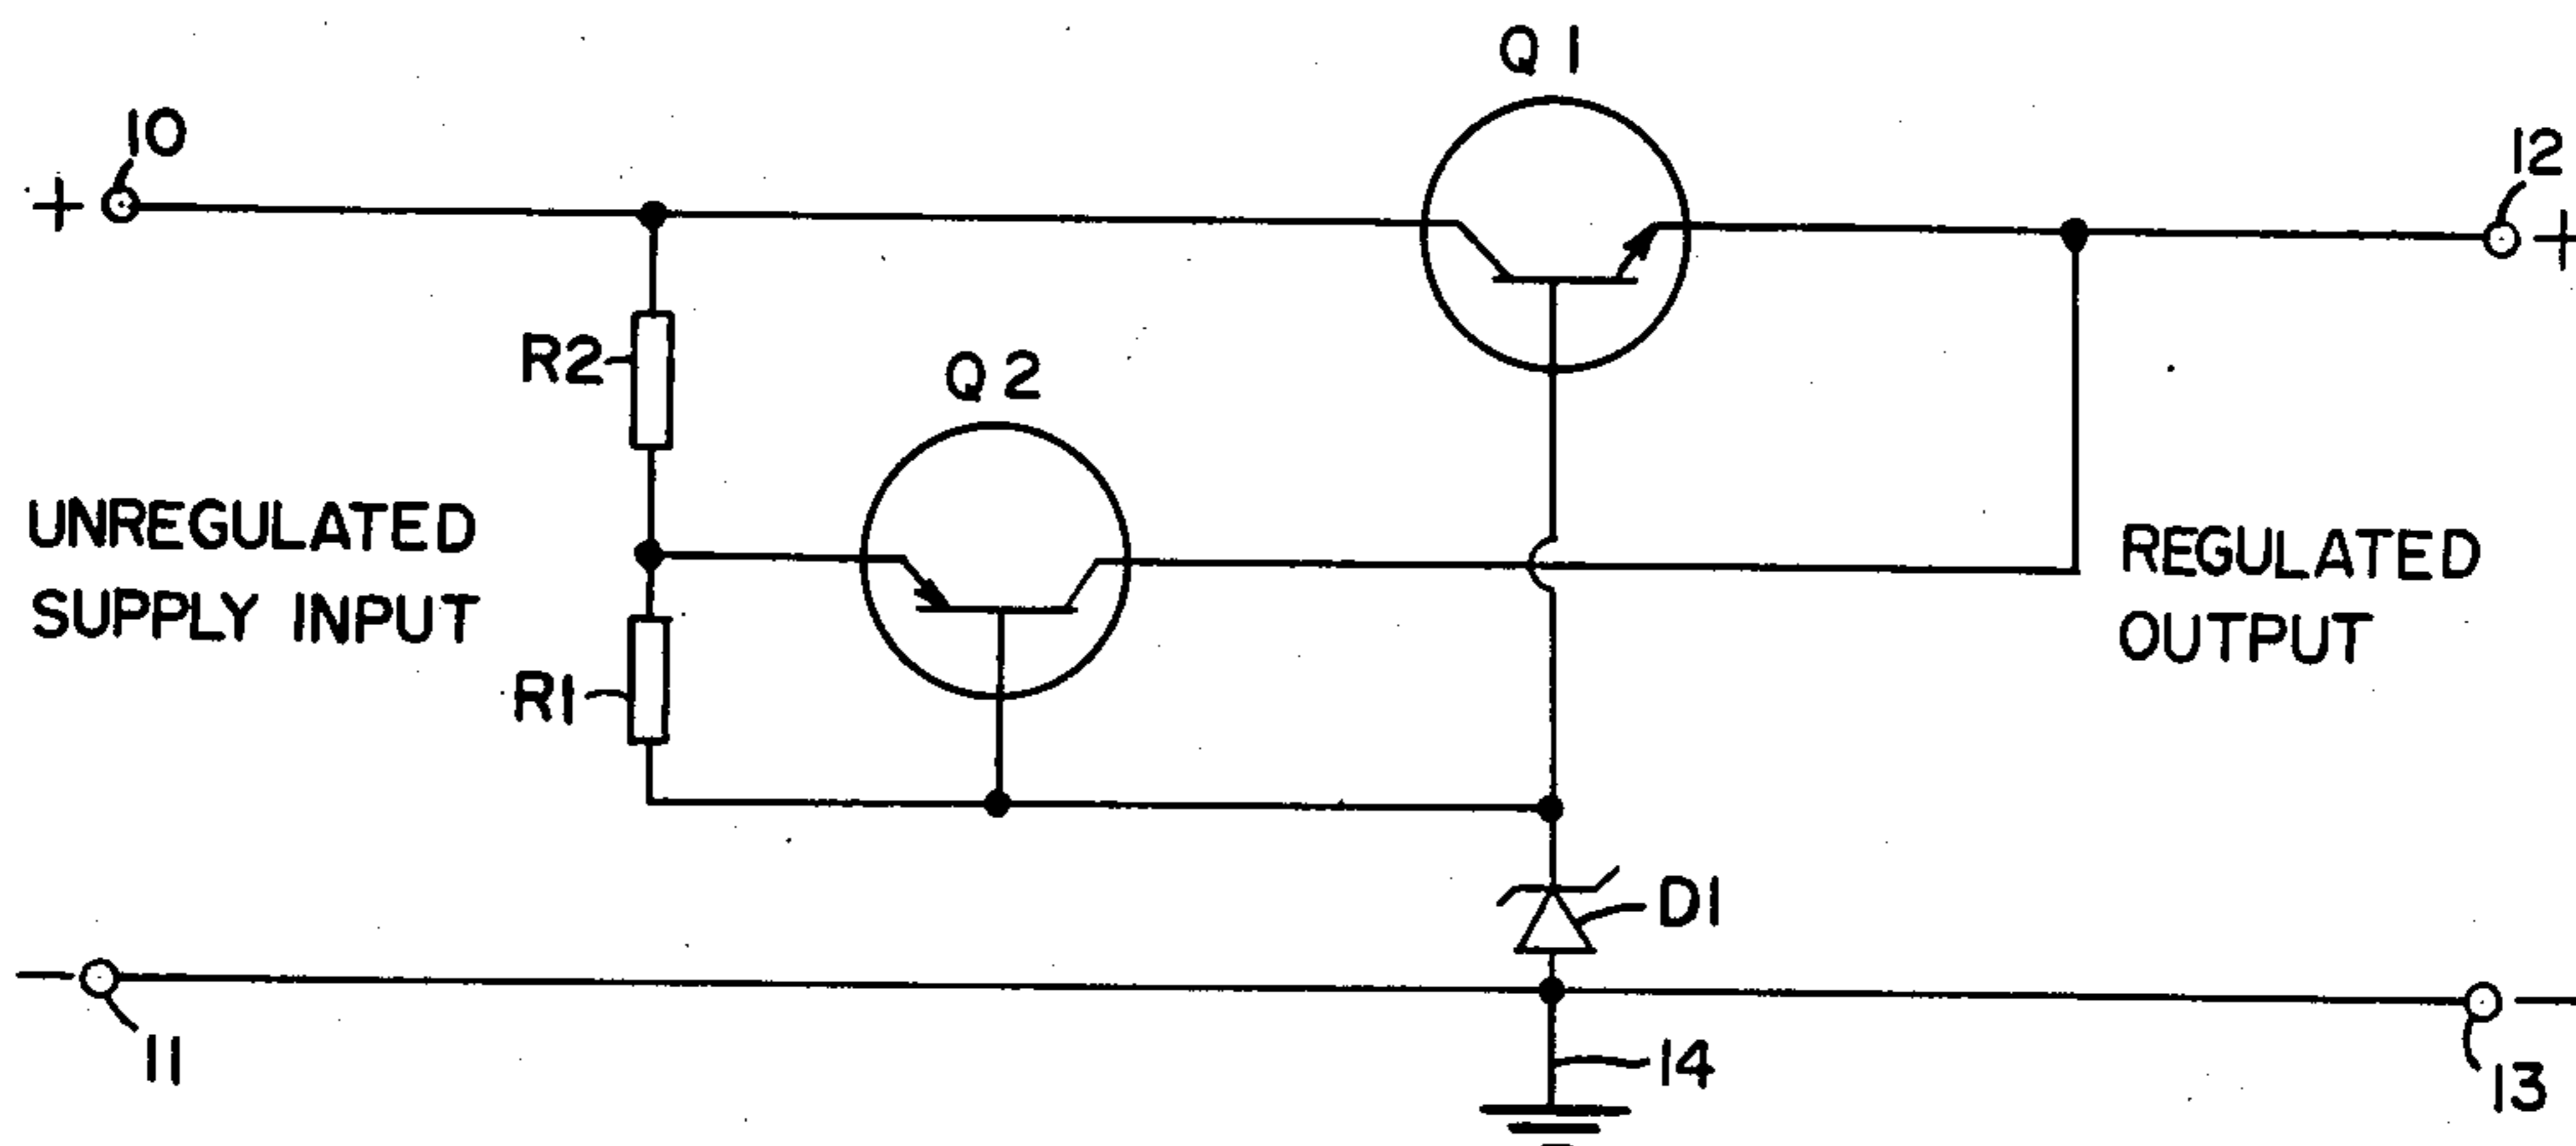 Q1
10
12
+
+
R2
Q2
UNREGULATED
SUPPLY INPUT
REGULATED
OUTPUT
R1
D1
−
−
11
14
13